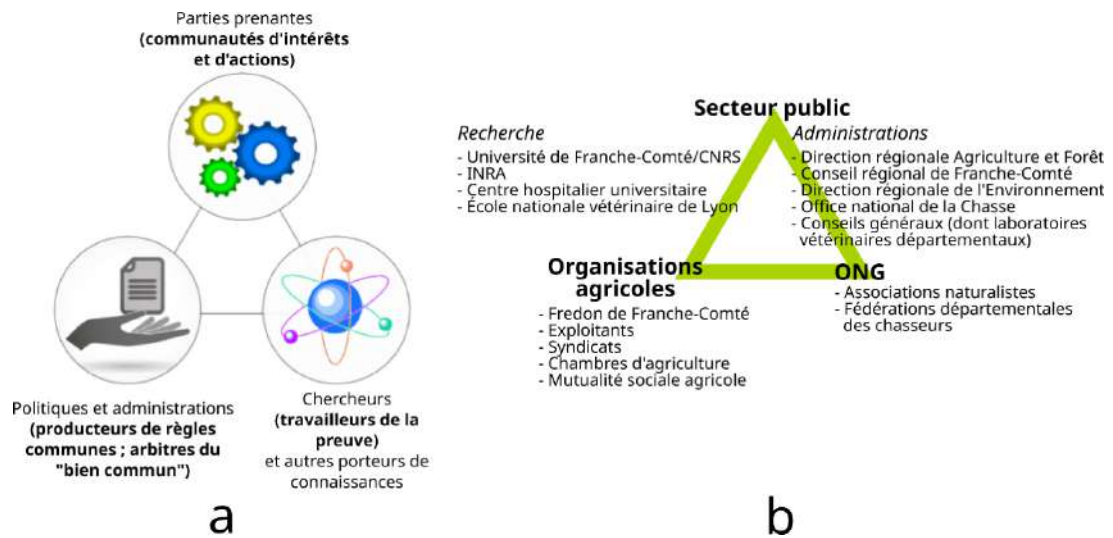 Parties prenantes
(communautés d'intérêts
et d'actions)
Politiques et administrations
(producteurs de règles
communes ; arbitres du
"bien commun")
Chercheurs
(travailleurs de la
preuve)
et autres porteurs de
connaissances
a
Secteur public
Recherche
- Université de Franche-Comté/CNRS
- INRA
- Centre hospitalier universitaire
- École nationale vétérinaire de Lyon
Administrations
- Direction régionale Agriculture et Forêt
- Conseil régional de Franche-Comté
- Direction régionale de l'Environnement
- Office national de la Chasse
- Conseils généraux (dont laboratoires
vétérinaires départementaux)
Organisations
agricoles
- Fredon de Franche-Comté
- Exploitants
- Syndicats
- Chambres d'agriculture
- Mutualité sociale agricole
ONG
- Associations naturalistes
- Fédérations départementales
des chasseurs
b